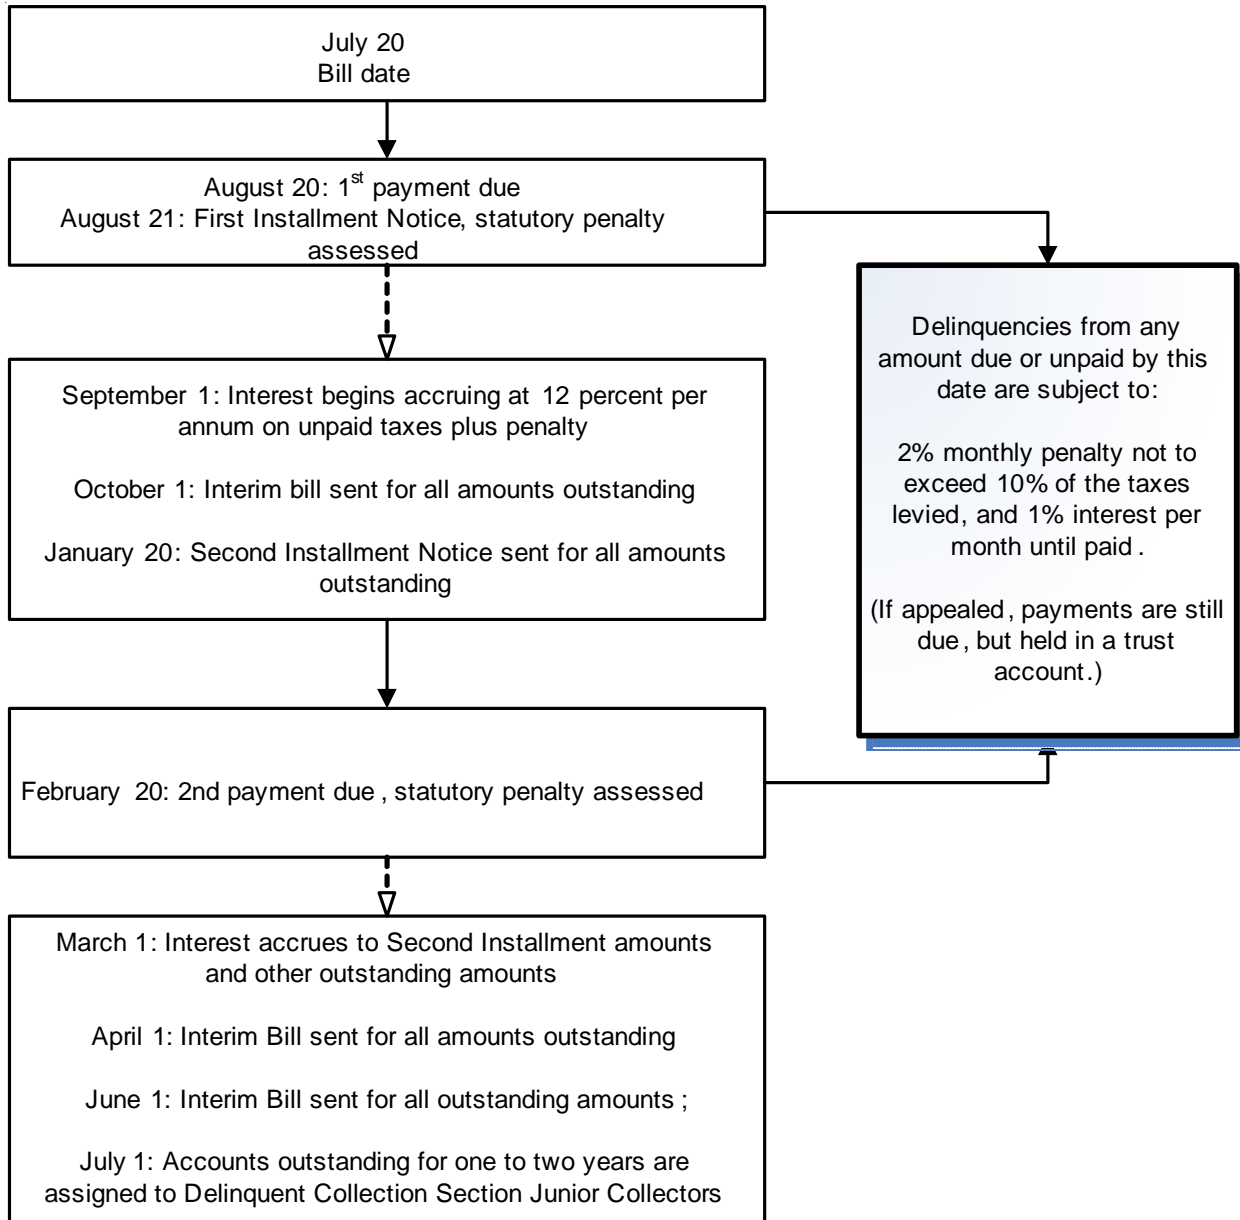 July 20
Bill date
August 20: 1st payment due
August 21: First Installment Notice, statutory penalty
assessed
September 1: Interest begins accruing at 12 percent per
annum on unpaid taxes plus penalty
October 1: Interim bill sent for all amounts outstanding
January 20: Second Installment Notice sent for all amounts
outstanding
Delinquencies from any
amount due or unpaid by this
date are subject to:
2% monthly penalty not to
exceed 10% of the taxes
levied, and 1% interest per
month until paid.
(If appealed, payments are still
due, but held in a trust
account.)
February 20: 2nd payment due, statutory penalty assessed
March 1: Interest accrues to Second Installment amounts
and other outstanding amounts
April 1: Interim Bill sent for all amounts outstanding
June 1: Interim Bill sent for all outstanding amounts;
July 1: Accounts outstanding for one to two years are
assigned to Delinquent Collection Section Junior Collectors